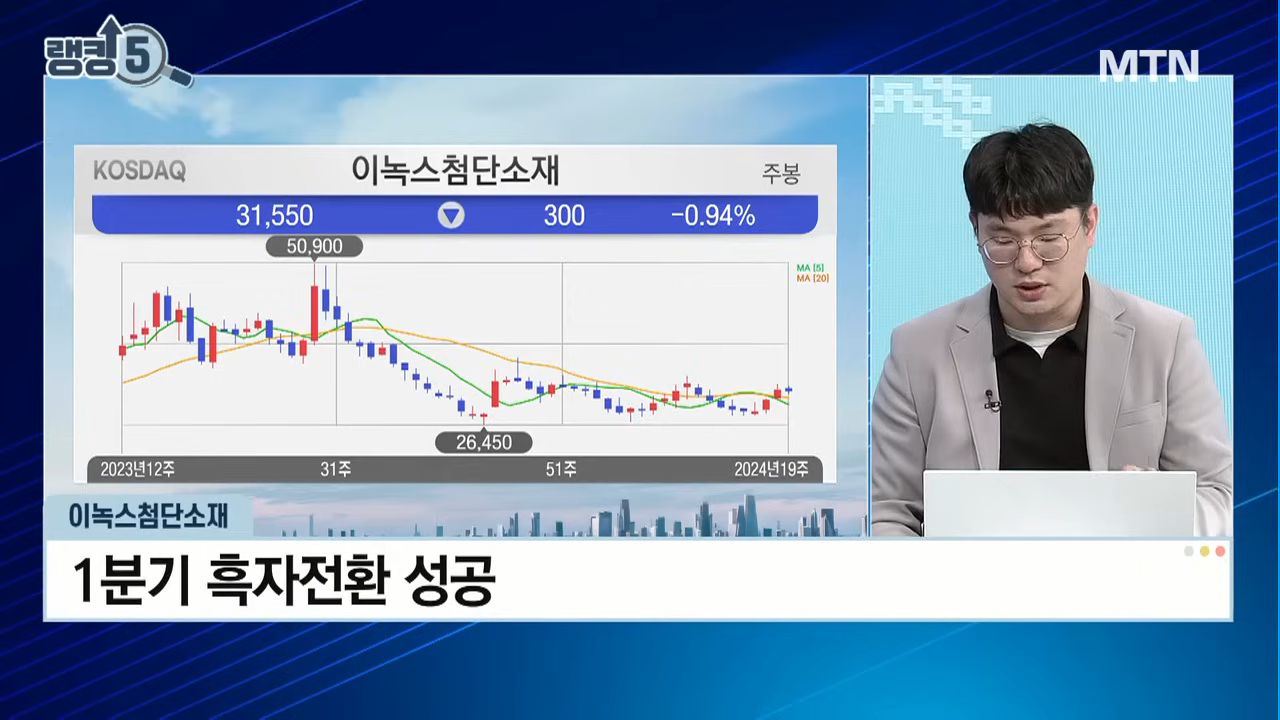 랭킹5
MTN
KOSDAQ 이녹스첨단소재 주봉
31,550 ▽ 300 -0.94%
50,900
MA [5]
MA [20]
26,450
2023년12주 31주 51주 2024년19주
이녹스첨단소재
1분기 흑자전환 성공